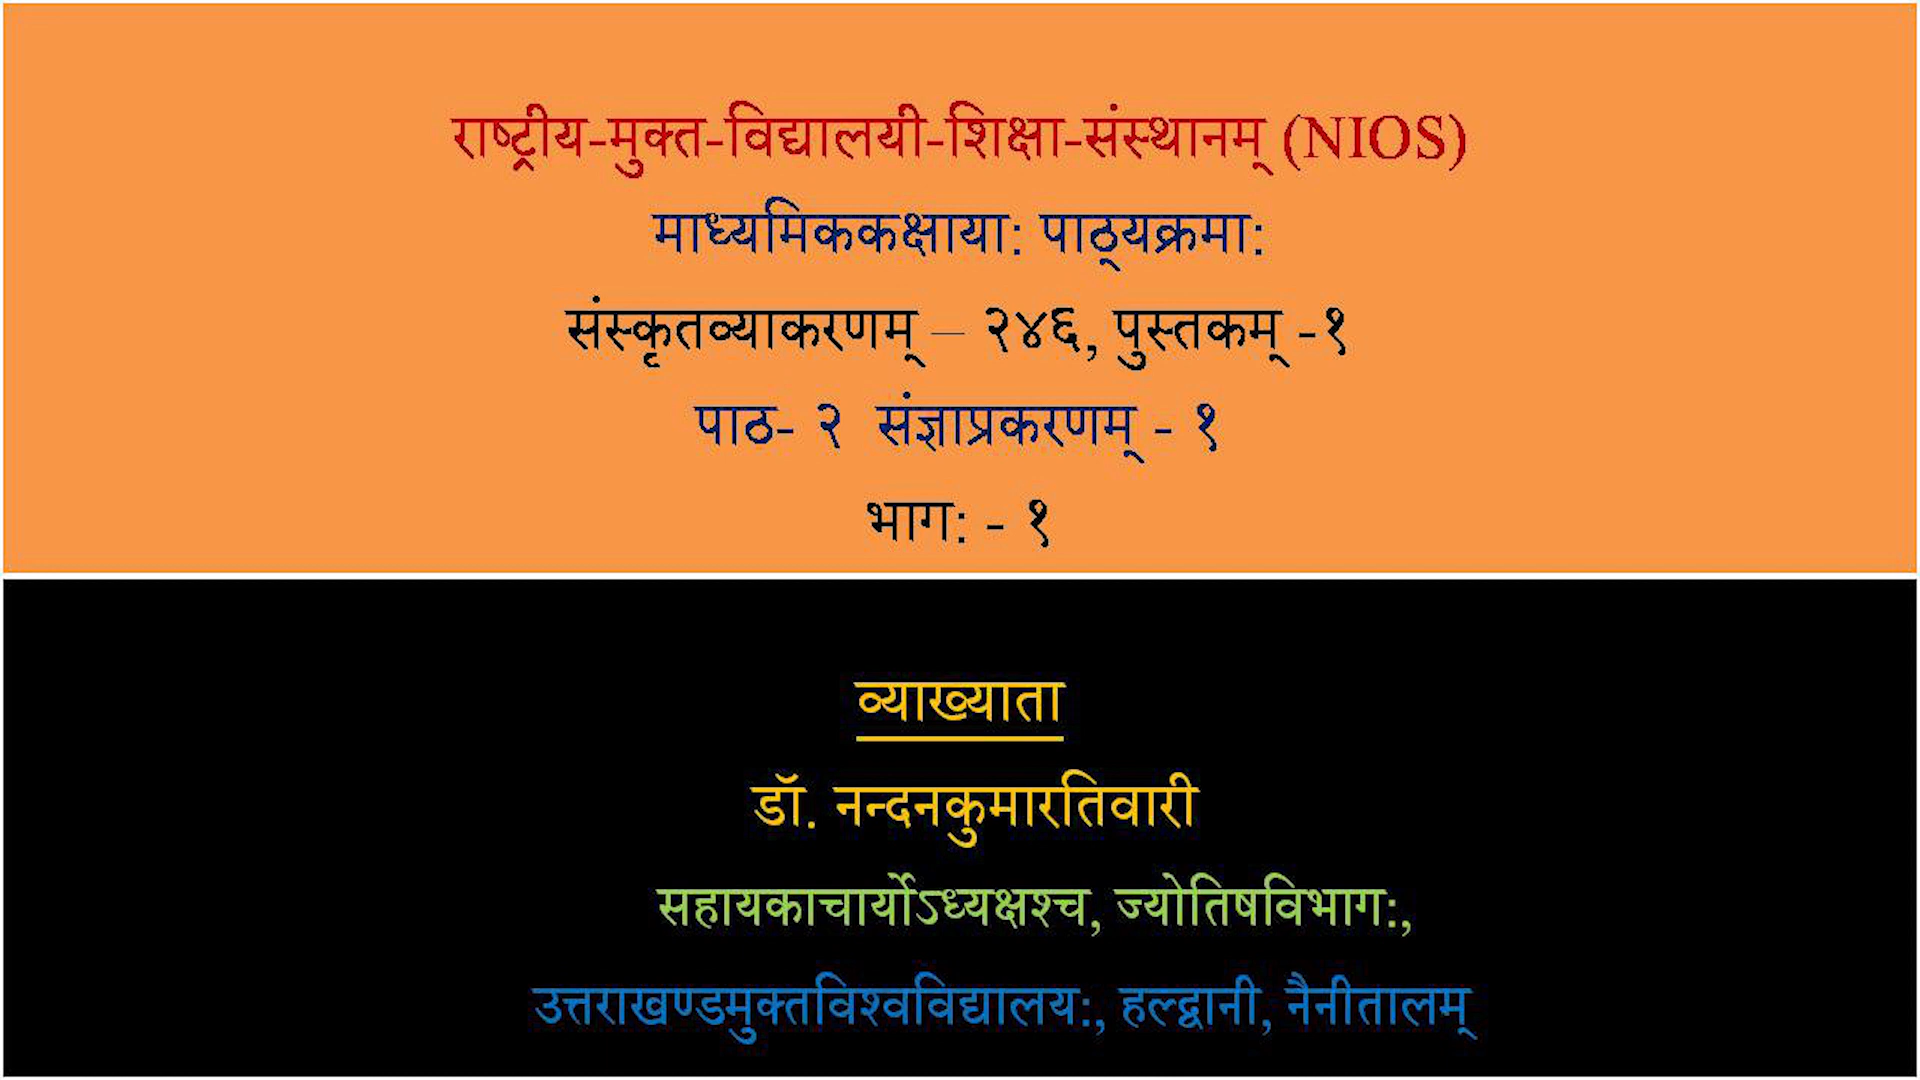 राष्ट्रीय-मुक्त-विद्यालयी-शिक्षा-संस्थानम् (NIOS)
माध्यमिककक्षाया: पाठ्यक्रमा:
संस्कृतव्याकरणम् – २४६, पुस्तकम् -१
पाठ- २ संज्ञाप्रकरणम् - १
भाग: - १
व्याख्याता
डॉ. नन्दनकुमारतिवारी
सहायकाचार्योऽध्यक्षश्च, ज्योतिषविभाग:,
उत्तराखण्डमुक्तविश्वविद्यालय:, हल्द्वानी, नैनीतालम्